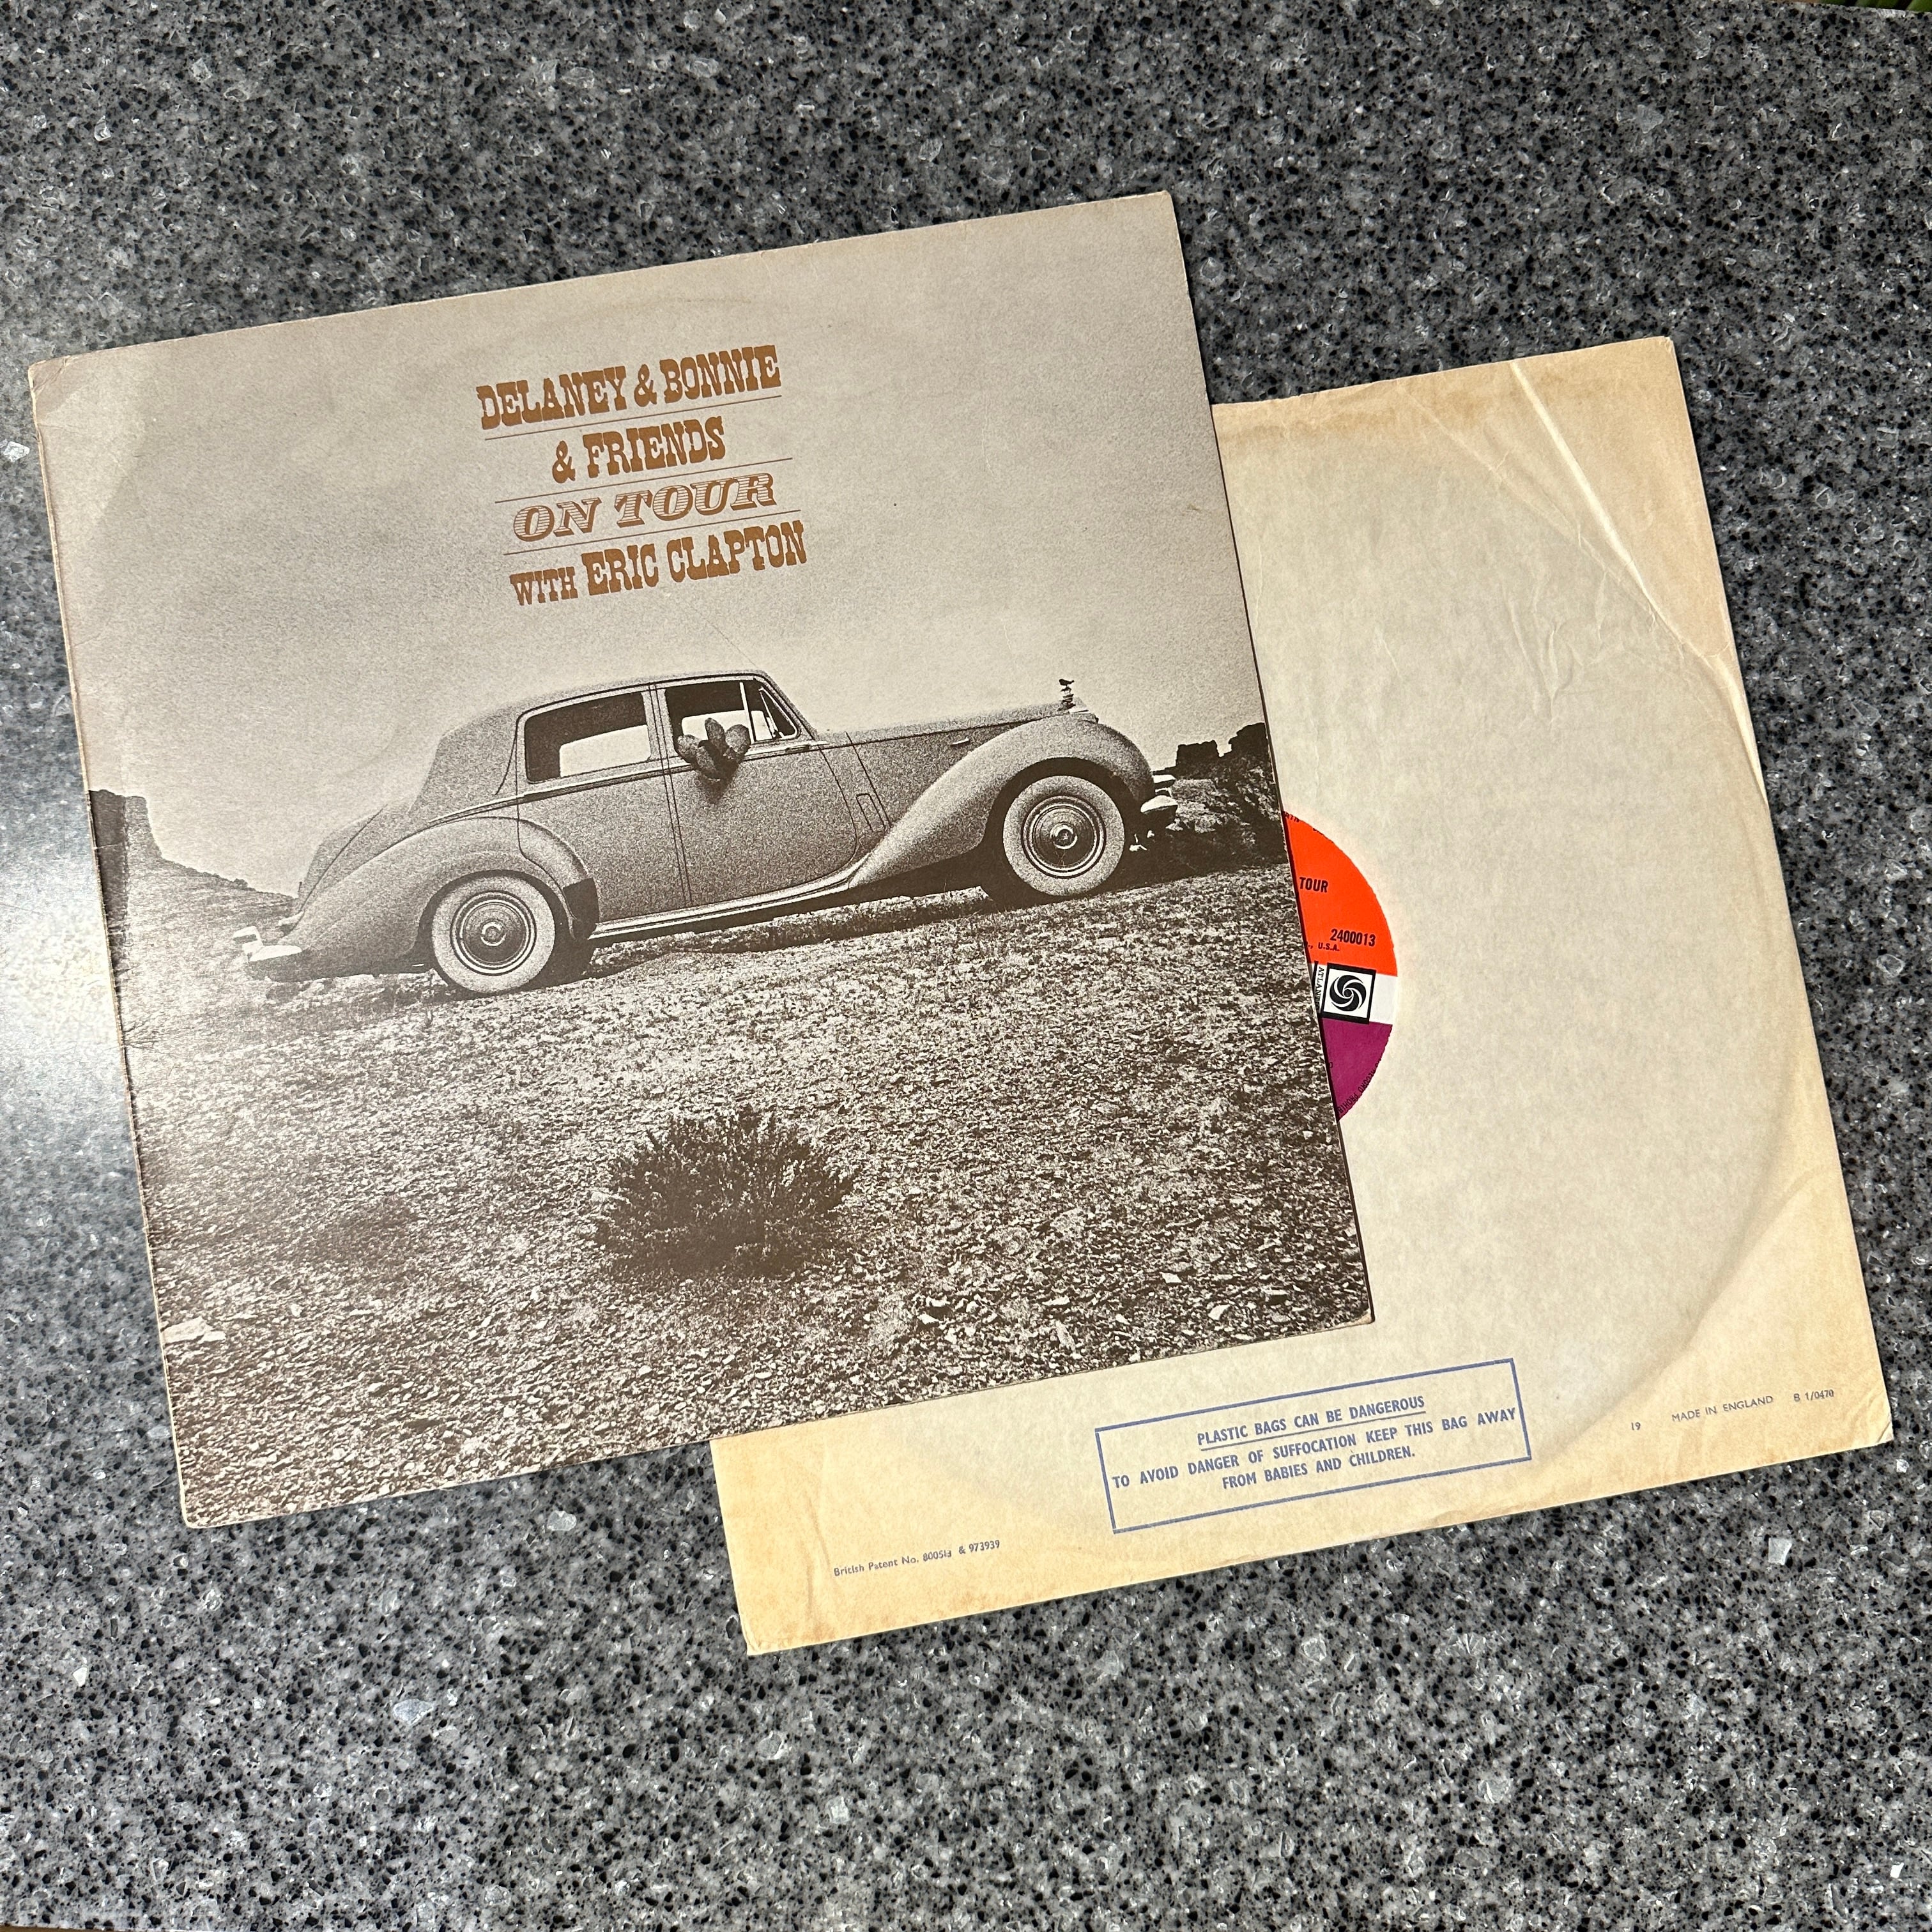 DELANEY & BONNIE
& FRIENDS
ON TOUR
WITH ERIC CLAPTON
TOUR
2400013
U.S.A.
PLASTIC BAGS CAN BE DANGEROUS
TO AVOID DANGER OF SUFFOCATION KEEP THIS BAG AWAY
FROM BABIES AND CHILDREN.
19 MADE IN ENGLAND B 1/0470
British Patent No. 800513 & 973939